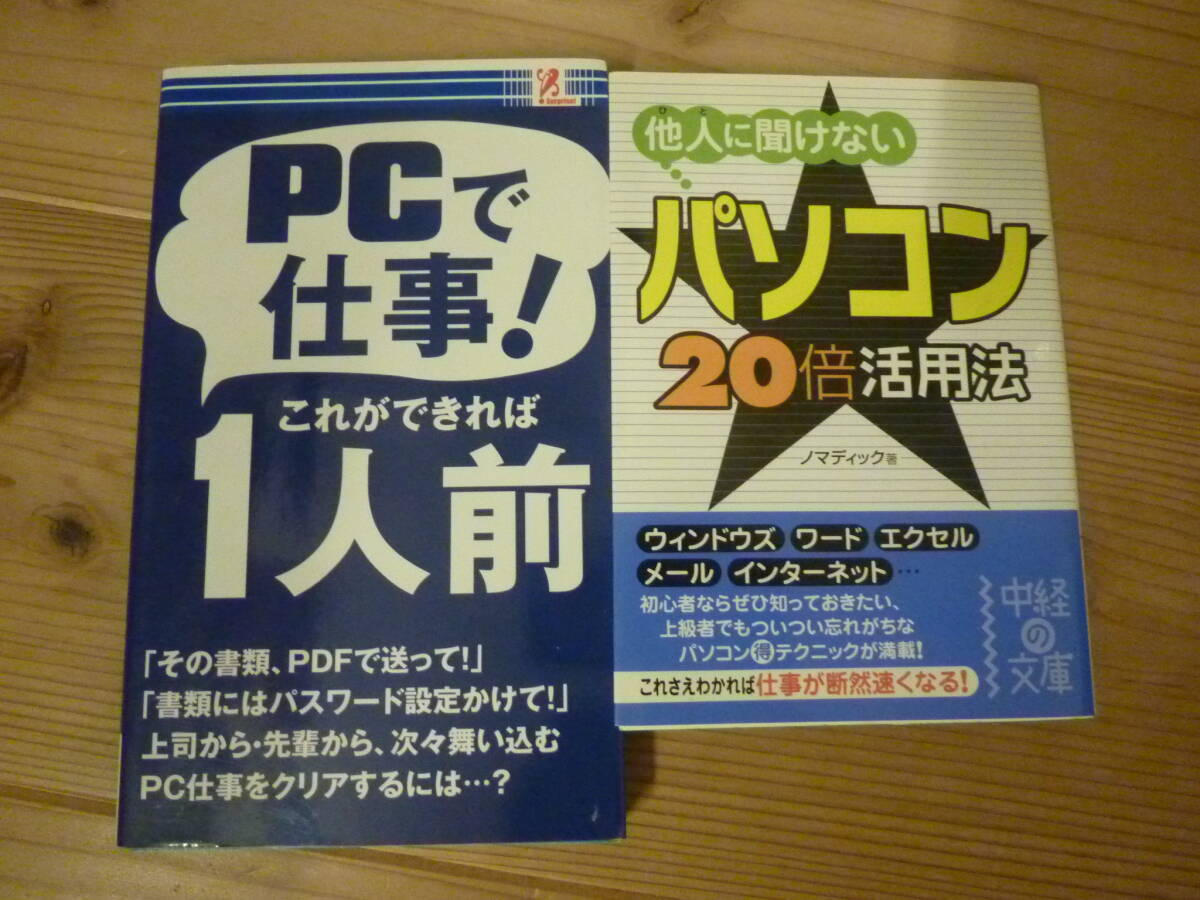 Surprise!
PCで
仕事!
これができれば
1人前
「その書類、PDFで送って!」
「書類にはパスワード設定かけて!」
上司から・先輩から、次々舞い込む
PC仕事をクリアするには…?
ひと
他人に聞けない
パソコン
20倍活用法
ノマディック著
ウィンドウズ ワード エクセル
メール インターネット…
初心者ならぜひ知っておきたい、
上級者でもついつい忘れがちな
パソコン得テクニックが満載!
これさえわかれば仕事が断然速くなる!
中経
の
文庫